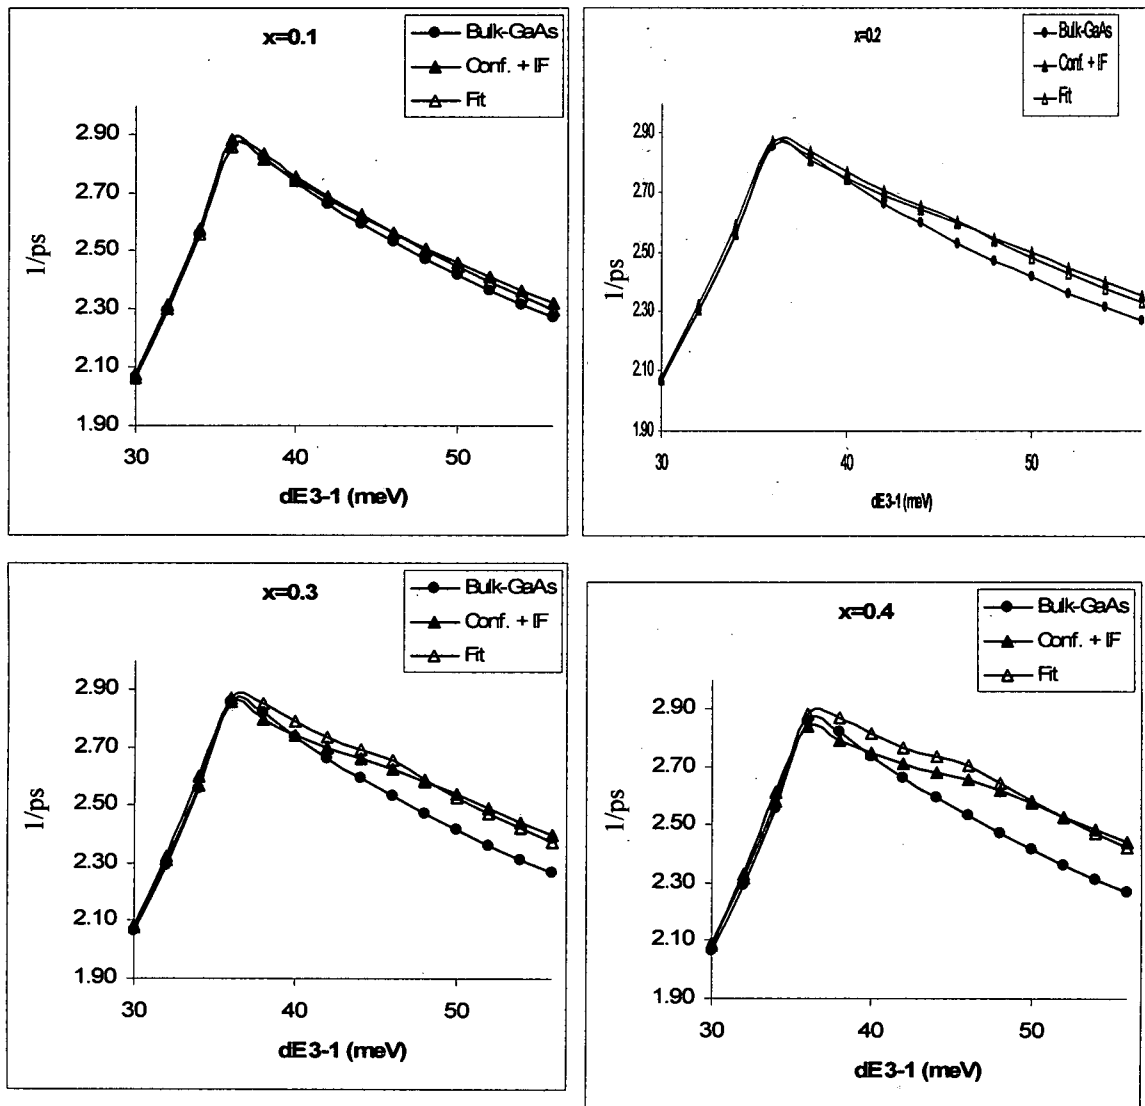 x=0.1
Bulk-GaAs
Conf. + IF
Fit
1/ps
2.90
2.70
2.50
2.30
2.10
1.90
30
40
50
dE3-1 (meV)
x=0.2
Bulk-GaAs
Conf. + IF
Fit
1/ps
2.90
2.70
2.50
2.30
2.10
1.90
30
40
50
dE3-1 (meV)
x=0.3
Bulk-GaAs
Conf. + IF
Fit
1/ps
2.90
2.70
2.50
2.30
2.10
1.90
30
40
50
dE3-1 (meV)
x=0.4
Bulk-GaAs
Conf. + IF
Fit
1/ps
2.90
2.70
2.50
2.30
2.10
1.90
30
40
50
dE3-1 (meV)